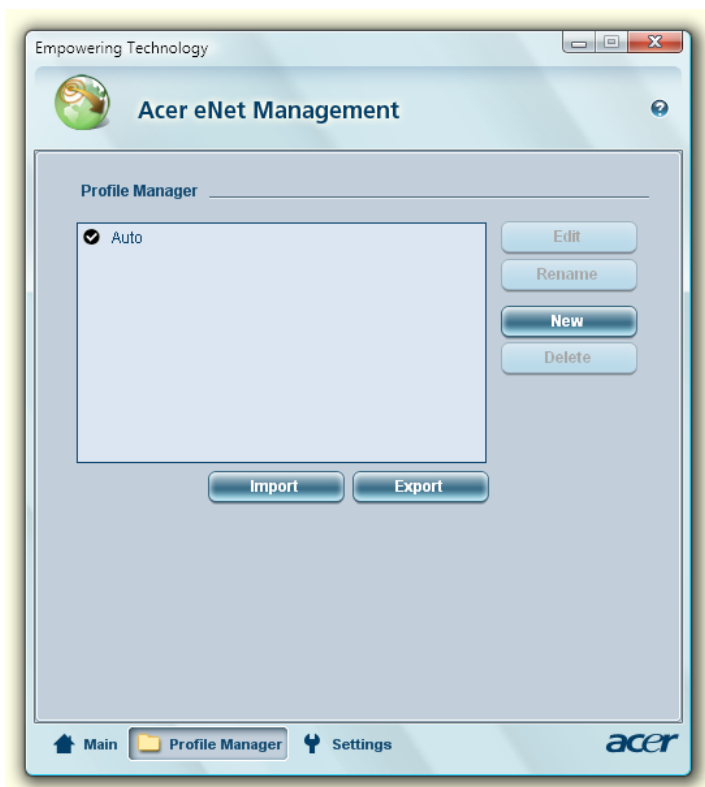 Empowering Technology
Acer eNet Management
Profile Manager
Auto
Edit
Rename
New
Delete
Import Export
Main Profile Manager Settings acer